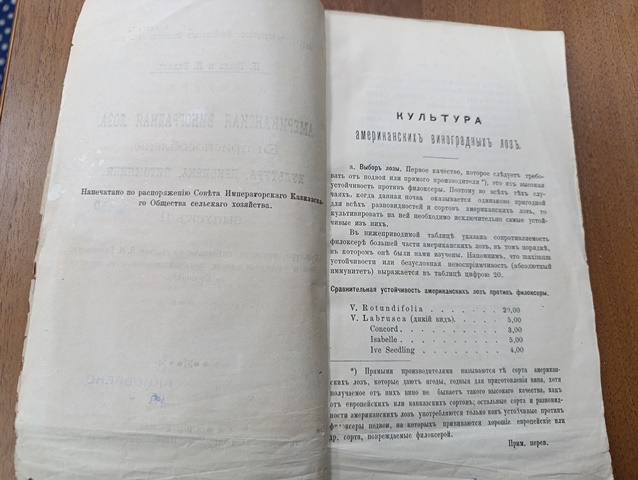 Напечатано по распоряженію Совѣта Императорскаго Кавказска-
го Общества сельскаго хозяйства.
КУЛЬТУРА
американскихъ виноградныхъ лозъ.
а. Выборъ лозы. Первое качество, которое слѣдуетъ требо-
вать отъ подвоя или прямого производителя *), это ихъ высокая
устойчивость противъ филоксеры. Поэтому во всѣхъ тѣхъ слу-
чаяхъ, когда данная почва оказывается одинаково пригодной
для всѣхъ разновидностей и сортовъ американскихъ лозъ, то
культивировать на ней необходимо исключительно самые устой-
чивые изъ нихъ.
Въ нижеприводимой таблицѣ указана сопротивляемость
филоксерѣ большей части американскихъ лозъ, въ томъ порядкѣ,
въ которомъ онѣ были нами изучены. Напомнимъ, что maximum
устойчивости или безусловная невоспріимчивость (абсолютный
иммунитетъ) выражается въ таблицѣ цифрою 20.
Сравнительная устойчивость американскихъ лозъ противъ филоксеры.
V. Rotundifolia . . . . . . . . 20,00
V. Labrusca (дикій видъ). . . . . 5,00
Concord . . . . . . . . . 3,00
Isabelle . . . . . . . . . 5,00
Ive Seedling . . . . . . . 4,00
*) Прямыми производителями называются тѣ сорта америкаn-
скихъ лозъ, которые даютъ ягоды, годныя для приготовленія вина, хотя
получаемое отъ нихъ вино не бываетъ такого высокаго качества, какъ
отъ европейскихъ или кавказскихъ сортовъ; остальные сорта и разновид-
ности американскихъ лозъ употребляются только какъ устойчивые противъ
филоксеры подвои, на которыхъ прививаются хорошіе европейскіе или
др. сорта, повреждаемые филоксерой.
Прим. перев.